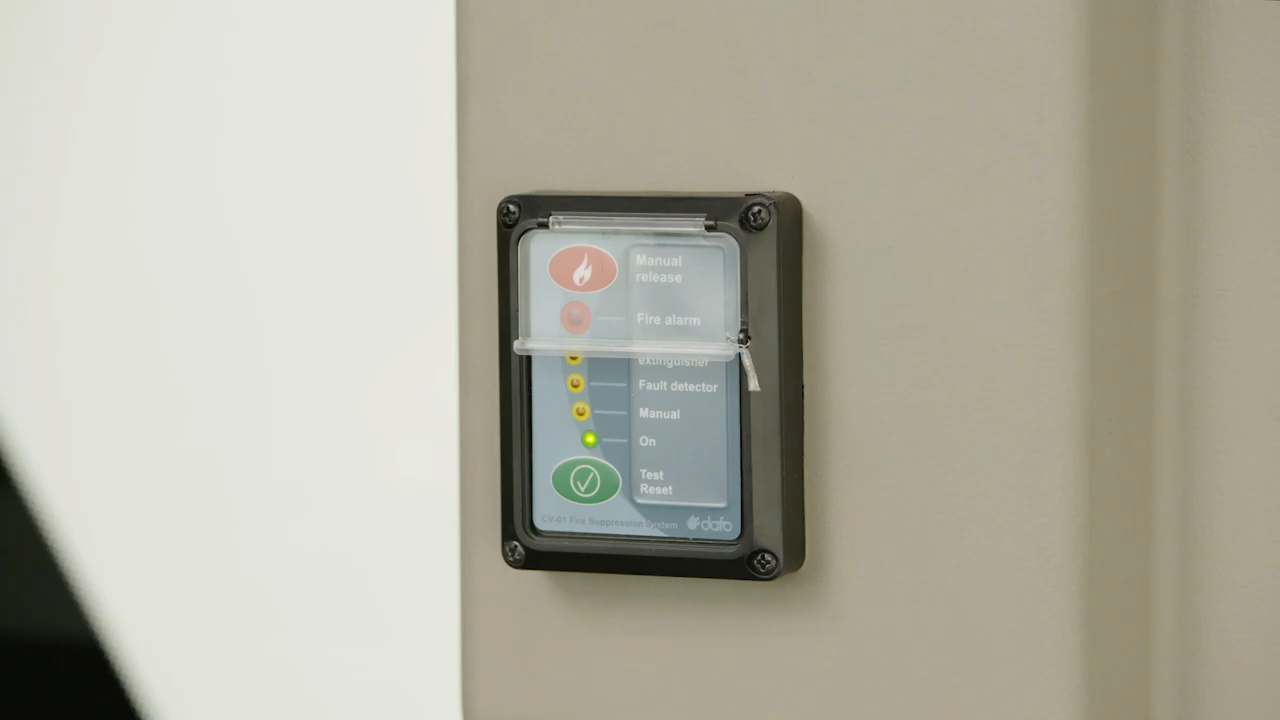 Manual
release
Fire alarm
extinguisher
Fault detector
Manual
On
Test
Reset
CV-01 Fire Suppression System dafo